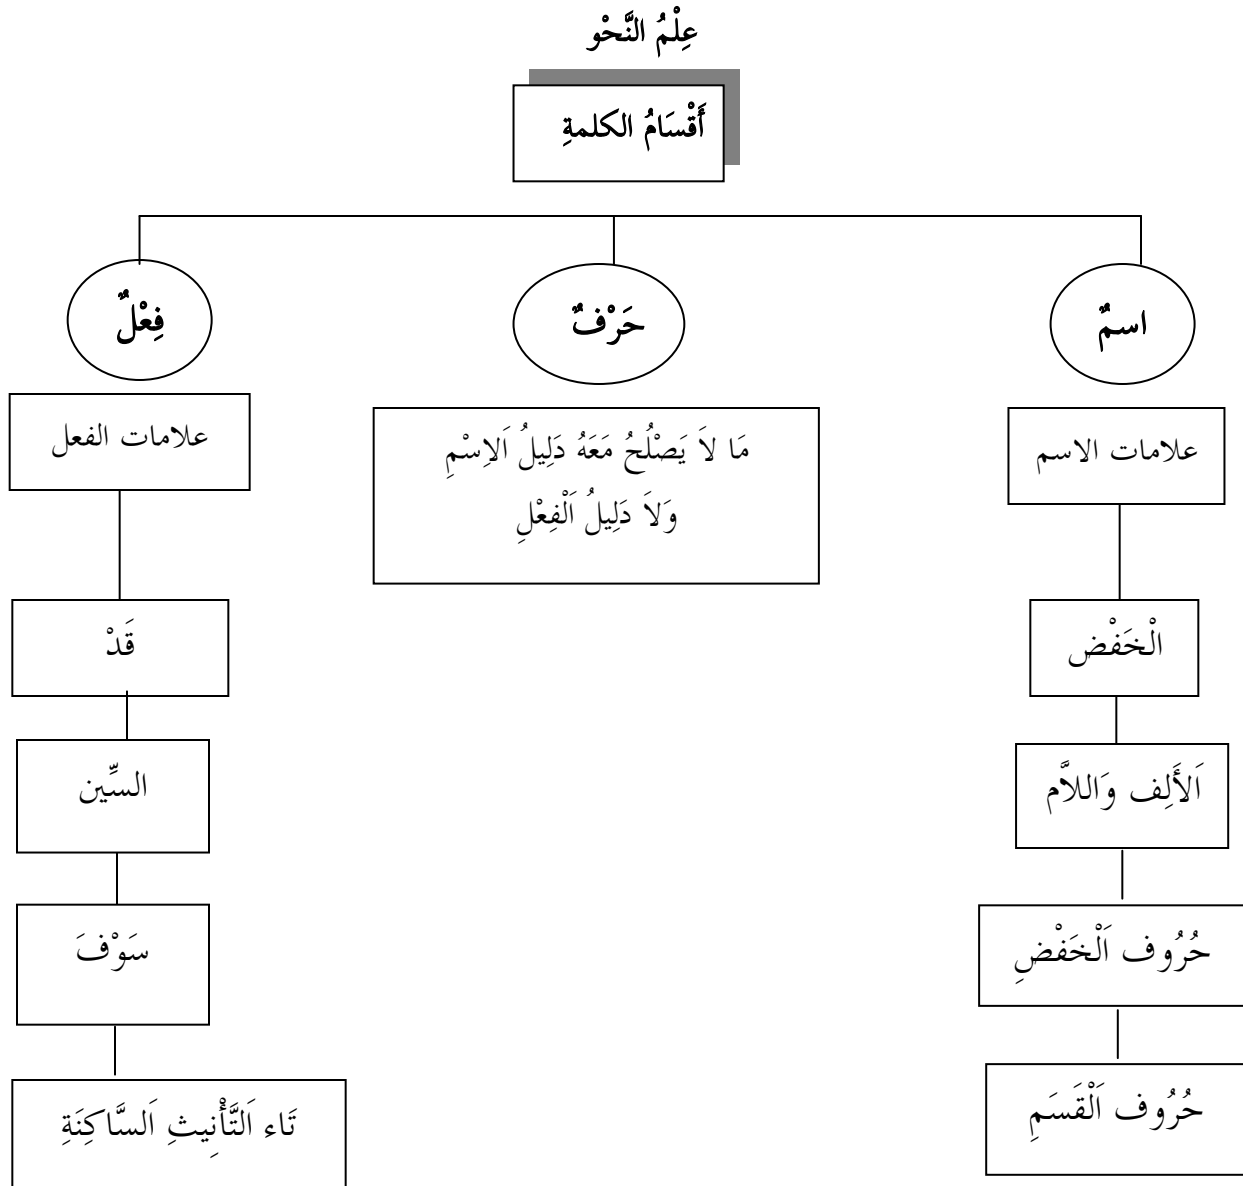 عِلْمُ النَّحْو
أَقْسَامُ الكلمةِ
اسمٌ
حَرْفٌ
فِعْلٌ
علامات الاسم
مَا لاَ يَصْلُحُ مَعَهُ دَلِيلُ اَلاِسْمِ
وَلاَ دَلِيلُ اَلْفِعْلِ
علامات الفعل
الْخَفْض
قَدْ
اَلأَلِف وَاللاَّم
السِّين
حُرُوف اَلْخَفْضِ
سَوْفَ
حُرُوف اَلْقَسَمِ
تَاء اَلتَّأْنِيثِ اَلسَّاكِنَةِ